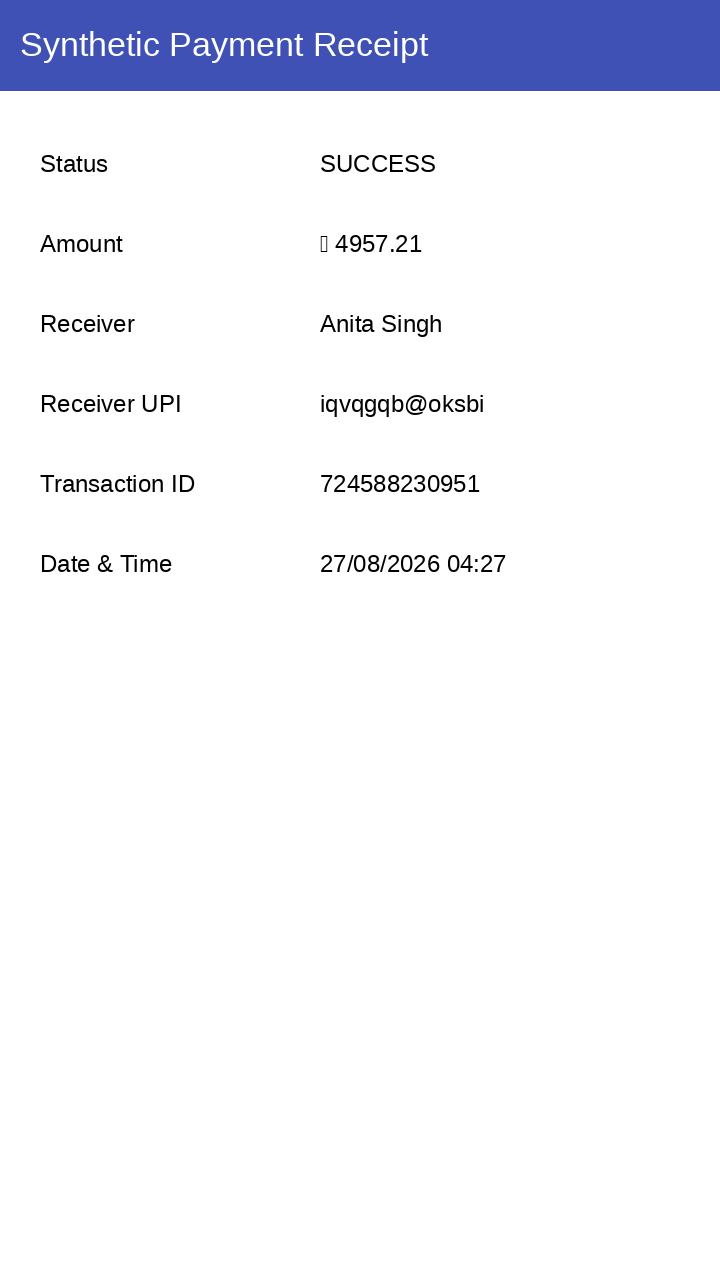 Synthetic Payment Receipt
Status SUCCESS
Amount 4957.21
Receiver Anita Singh
Receiver UPI iqvqgqb@oksbi
Transaction ID 724588230951
Date & Time 27/08/2026 04:27